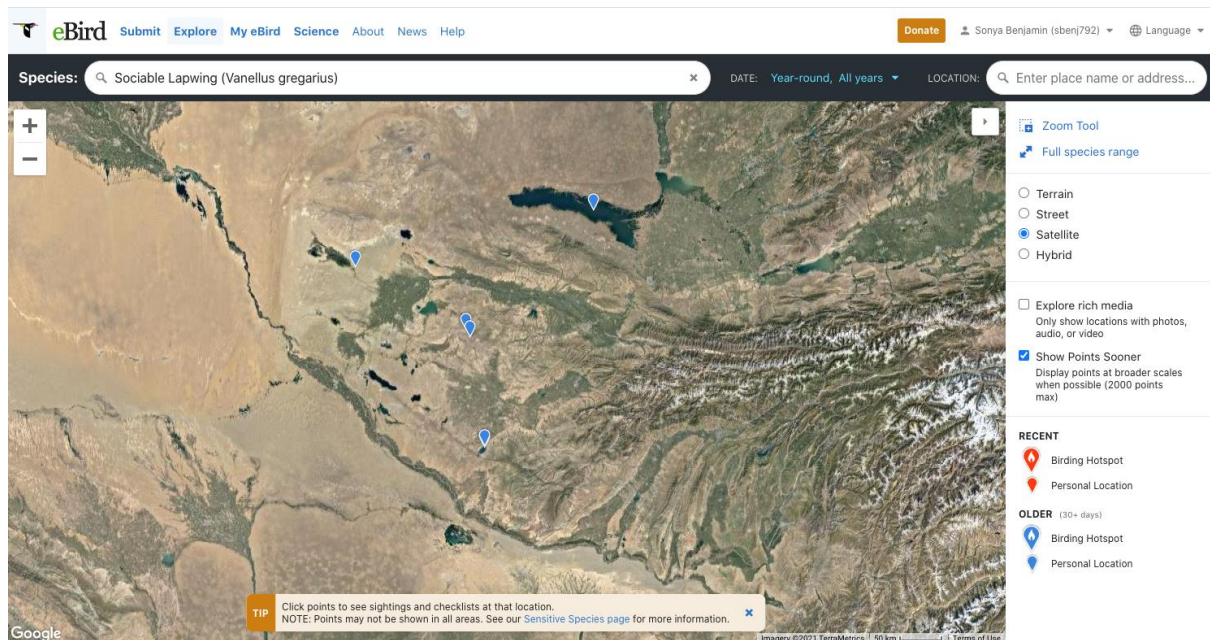 eBird Submit Explore My eBird Science About News Help Donate Sonya Benjamin (sbenj792) Language
Species: Sociable Lapwing (Vanellus gregarius) × DATE: Year-round, All years LOCATION: Enter place name or address...
+
−
Zoom Tool
Full species range
Terrain
Street
Satellite
Hybrid
Explore rich media
Only show locations with photos,
audio, or video
Show Points Sooner
Display points at broader scales
when possible (2000 points
max)
RECENT
Birding Hotspot
Personal Location
OLDER (30+ days)
Birding Hotspot
Personal Location
TIP
Click points to see sightings and checklists at that location.
NOTE: Points may not be shown in all areas. See our Sensitive Species page for more information.
Google
Imagery ©2021 TerraMetrics 50 km Terms of Use